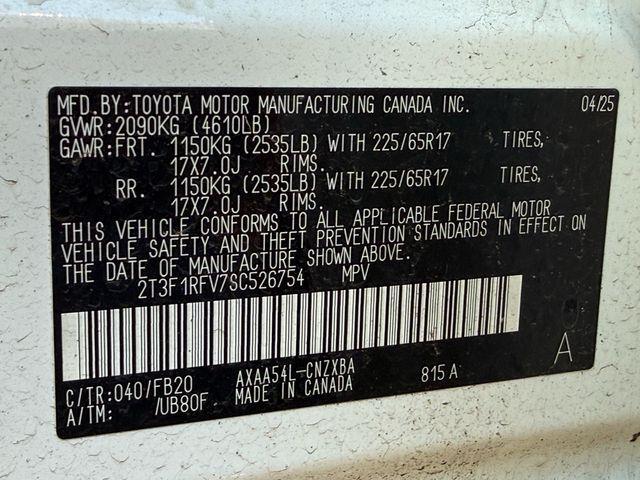 MFD.BY:TOYOTA MOTOR MANUFACTURING CANADA INC. 04/25
GVWR:2090KG (4610LB)
GAWR:FRT. 1150KG (2535LB) WITH 225/65R17 TIRES,
17X7.0J RIMS.
RR. 1150KG (2535LB) WITH 225/65R17 TIRES,
17X7.0J RIMS.
THIS VEHICLE CONFORMS TO ALL APPLICABLE FEDERAL MOTOR
VEHICLE SAFETY AND THEFT PREVENTION STANDARDS IN EFFECT ON
THE DATE OF MANUFACTURE SHOWN ABOVE.
2T3F1RFV7SC526754 MPV
C/TR:040/FB20 AXAA54L-CNZXBA 815A A
A/TM: /UB80F MADE IN CANADA